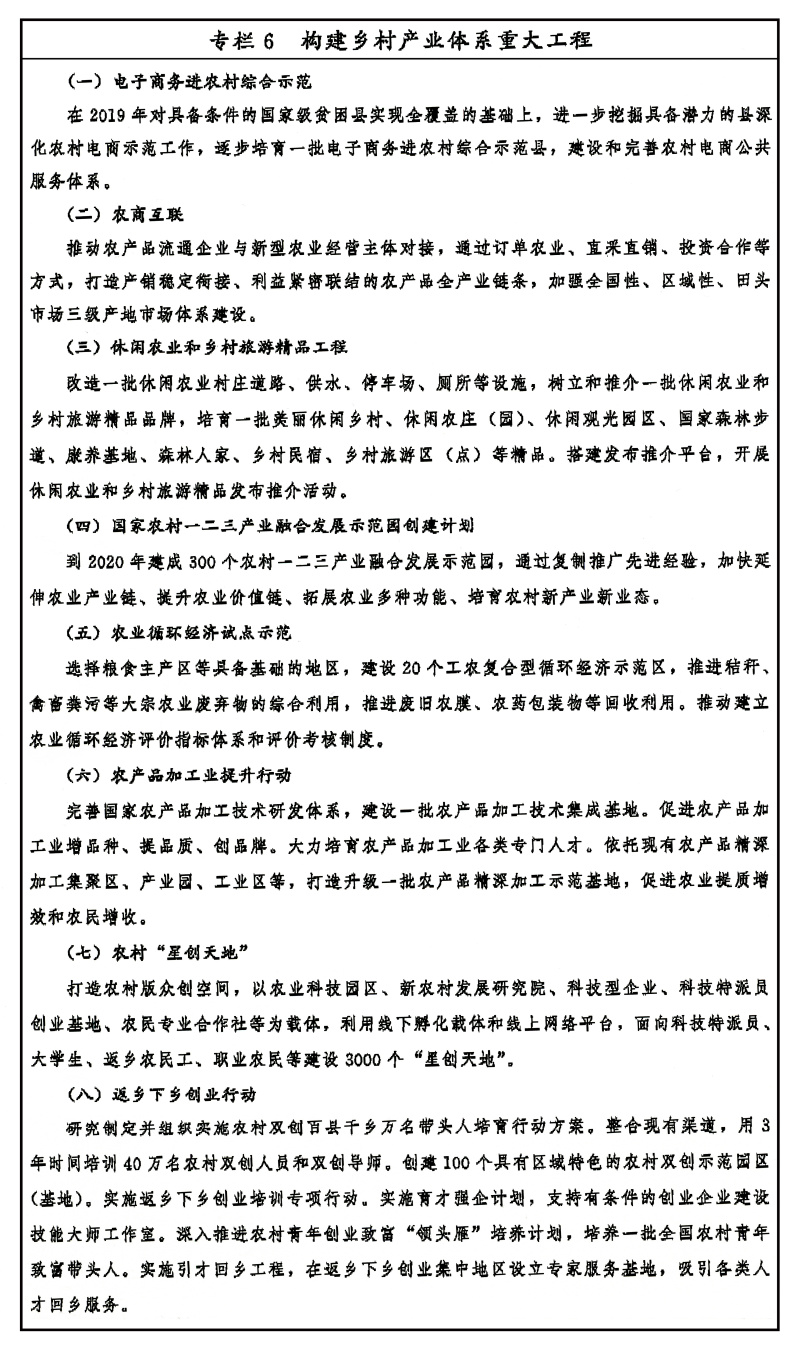 专栏 6 构建乡村产业体系重大工程
（一）电子商务进农村综合示范
在 2019 年对具备条件的国家级贫困县实现全覆盖的基础上，进一步挖掘具备潜力的县深
化农村电商示范工作，逐步培育一批电子商务进农村综合示范县，建设和完善农村电商公共
服务体系。
（二）农商互联
推动农产品流通企业与新型农业经营主体对接，通过订单农业、直采直销、投资合作等
方式，打造产销稳定衔接、利益紧密联结的农产品全产业链条，加强全国性、区域性、田头
市场三级产地市场体系建设。
（三）休闲农业和乡村旅游精品工程
改造一批休闲农业村庄道路、供水、停车场、厕所等设施，树立和推介一批休闲农业和
乡村旅游精品品牌，培育一批美丽休闲乡村、休闲农庄（园）、休闲观光园区、国家森林步
道、康养基地、森林人家、乡村民宿、乡村旅游区（点）等精品。搭建发布推介平台，开展
休闲农业和乡村旅游精品发布推介活动。
（四）国家农村一二三产业融合发展示范园创建计划
到 2020 年建成 300 个农村一二三产业融合发展示范园，通过复制推广先进经验，加快延
伸农业产业链、提升农业价值链、拓展农业多种功能、培育农村新产业新业态。
（五）农业循环经济试点示范
选择粮食主产区等具备基础的地区，建设 20 个工农复合型循环经济示范区，推进秸秆、
禽畜粪污等大宗农业废弃物的综合利用，推进废旧农膜、农药包装物等回收利用。推动建立
农业循环经济评价指标体系和评价考核制度。
（六）农产品加工业提升行动
完善国家农产品加工技术研发体系，建设一批农产品加工技术集成基地。促进农产品加
工业增品种、提品质、创品牌。大力培育农产品加工业各类专门人才。依托现有农产品精深
加工集聚区、产业园、工业区等，打造升级一批农产品精深加工示范基地，促进农业提质增
效和农民增收。
（七）农村“星创天地”
打造农村版众创空间，以农业科技园区、新农村发展研究院、科技型企业、科技特派员
创业基地、农民专业合作社等为载体，利用线下孵化载体和线上网络平台，面向科技特派员、
大学生、返乡农民工、职业农民等建设 3000 个“星创天地”。
（八）返乡下乡创业行动
研究制定并组织实施农村双创百县千乡万名带头人培育行动方案。整合现有渠道，用 3
年时间培训 40 万名农村双创人员和双创导师。创建 100 个具有区域特色的农村双创示范园区
（基地）。实施返乡下乡创业培训专项行动。实施育才强企计划，支持有条件的创业企业建设
技能大师工作室。深入推进农村青年创业致富“领头雁”培养计划，培养一批全国农村青年
致富带头人。实施引才回乡工程，在返乡下乡创业集中地区设立专家服务基地，吸引各类人
才回乡服务。